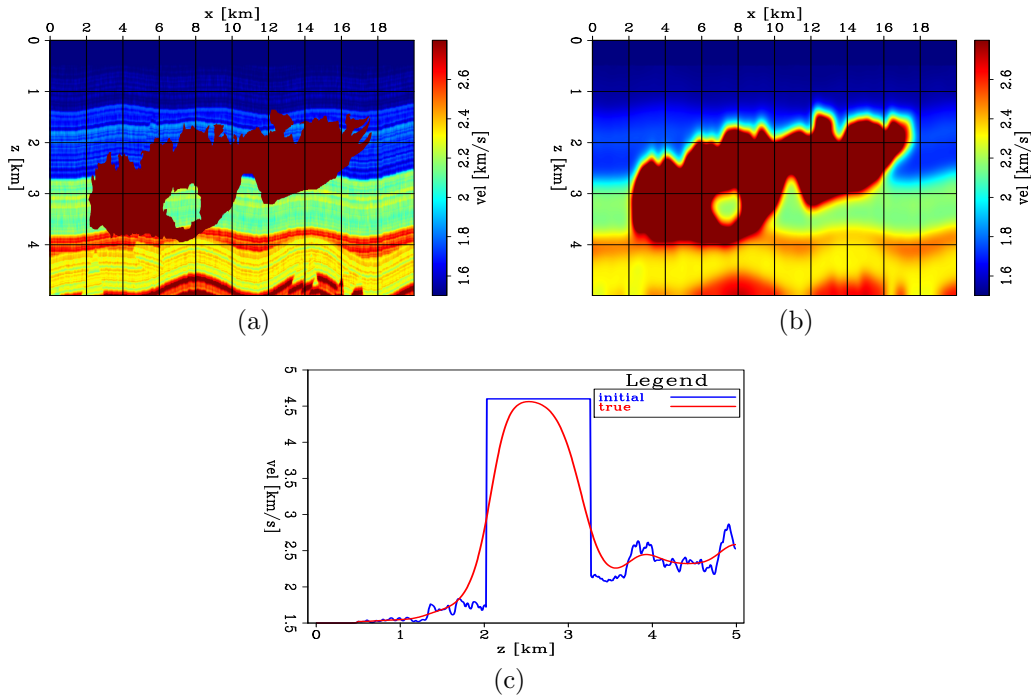 x [km]
0 2 4 6 8 10 12 14 16 18
0
1
2
3
4
z [km]
2.6
2.4
2.2
2
1.8
1.6
vel [km/s]
(a)
x [km]
0 2 4 6 8 10 12 14 16 18
0
1
2
3
4
z [km]
2.6
2.4
2.2
2
1.8
1.6
vel [km/s]
(b)
Legend
initial
true
5
4.5
4
3.5
3
2.5
2
1.5
vel [km/s]
0 1 2 3 4 5
z [km]
(c)